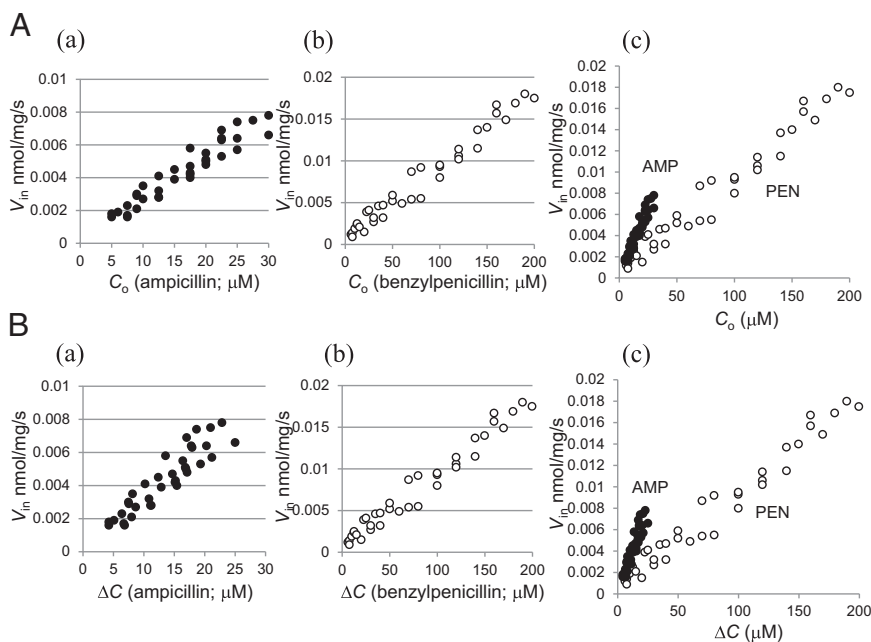 A
(a)
(b)
(c)
V_in nmol/mg/s
0.01
0.008
0.006
0.004
0.002
0
0 5 10 15 20 25 30
C_o (ampicillin; µM)
V_in nmol/mg/s
0.02
0.015
0.01
0.005
0
0 50 100 150 200
C_o (benzylpenicillin; µM)
V_in nmol/mg/s
0.02
0.018
0.016
0.014
0.012
0.01
0.008
0.006
0.004
0.002
0
AMP
PEN
0 50 100 150 200
C_o (µM)
B
(a)
(b)
(c)
V_in nmol/mg/s
0.01
0.008
0.006
0.004
0.002
0
0 5 10 15 20 25 30
ΔC (ampicillin; µM)
V_in nmol/mg/s
0.02
0.015
0.01
0.005
0
0 50 100 150 200
ΔC (benzylpenicillin; µM)
V_in nmol/mg/s
0.02
0.018
0.016
0.014
0.012
0.01
0.008
0.006
0.004
0.002
0
AMP
PEN
0 50 100 150 200
ΔC (µM)